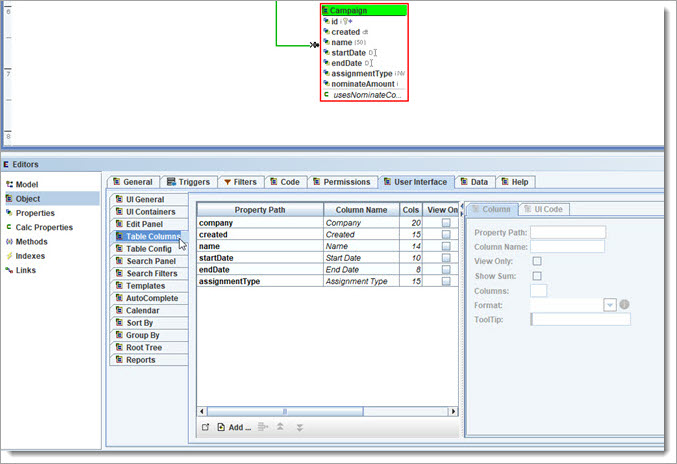 6
7
8
Campaign
id i
created dt
name (50)
startDate D
endDate D
assignmentType
nominateAmount i
c usesNominateCo...
E Editors
Model
Object
Properties
C Calc Properties
(x) Methods
Indexes
Links
General Triggers Filters Code Permissions User Interface Data Help
UI General
UI Containers
Edit Panel
Table Columns
Table Config
Search Panel
Search Filters
Templates
AutoComplete
Calendar
Sort By
Group By
Root Tree
Reports
Property Path Column Name Cols View On
company Company 20
created Created 15
name Name 14
startDate Start Date 10
endDate End Date 8
assignmentType Assignment Type 15
Add ...
Column UI Code
Property Path:
Column Name:
View Only:
Show Sum:
Columns:
Format:
ToolTip: